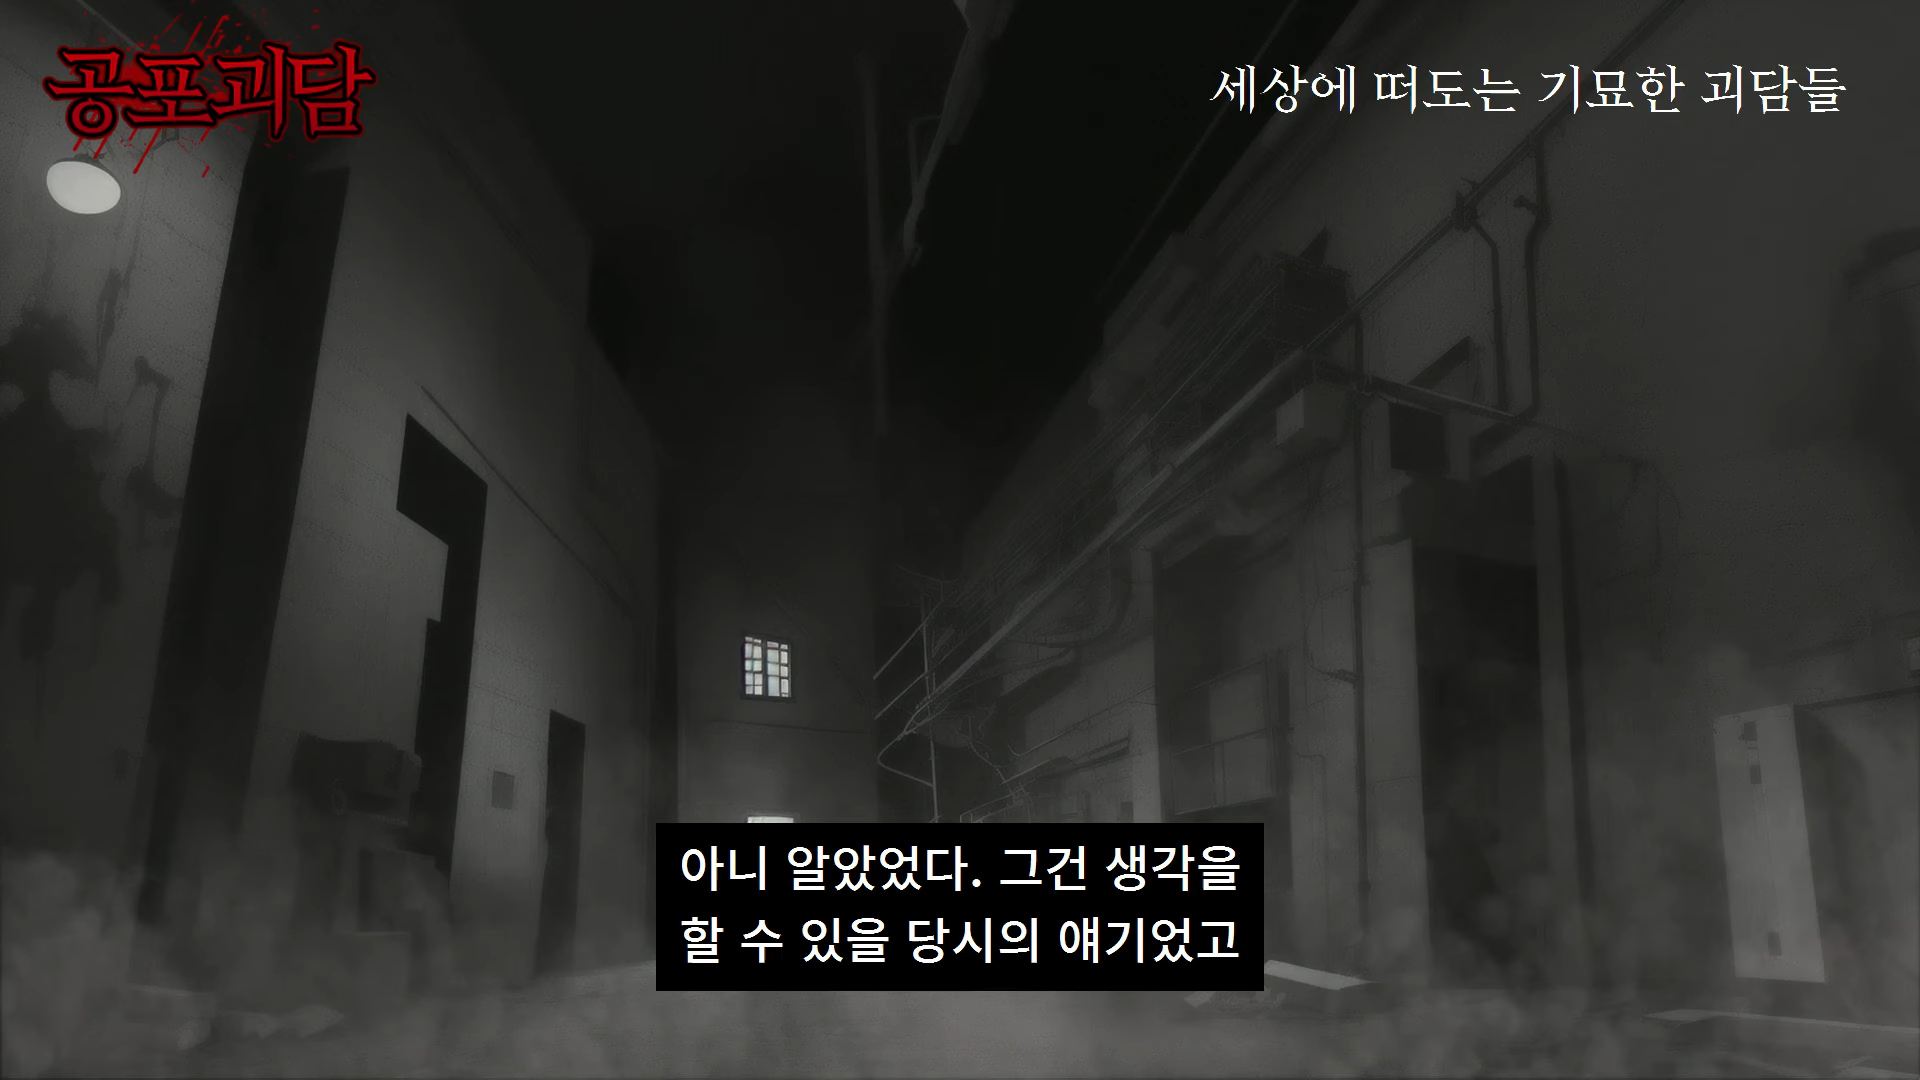 공포괴담
세상에 떠도는 기묘한 괴담들
아니 알았었다. 그건 생각을
할 수 있을 당시의 얘기었고